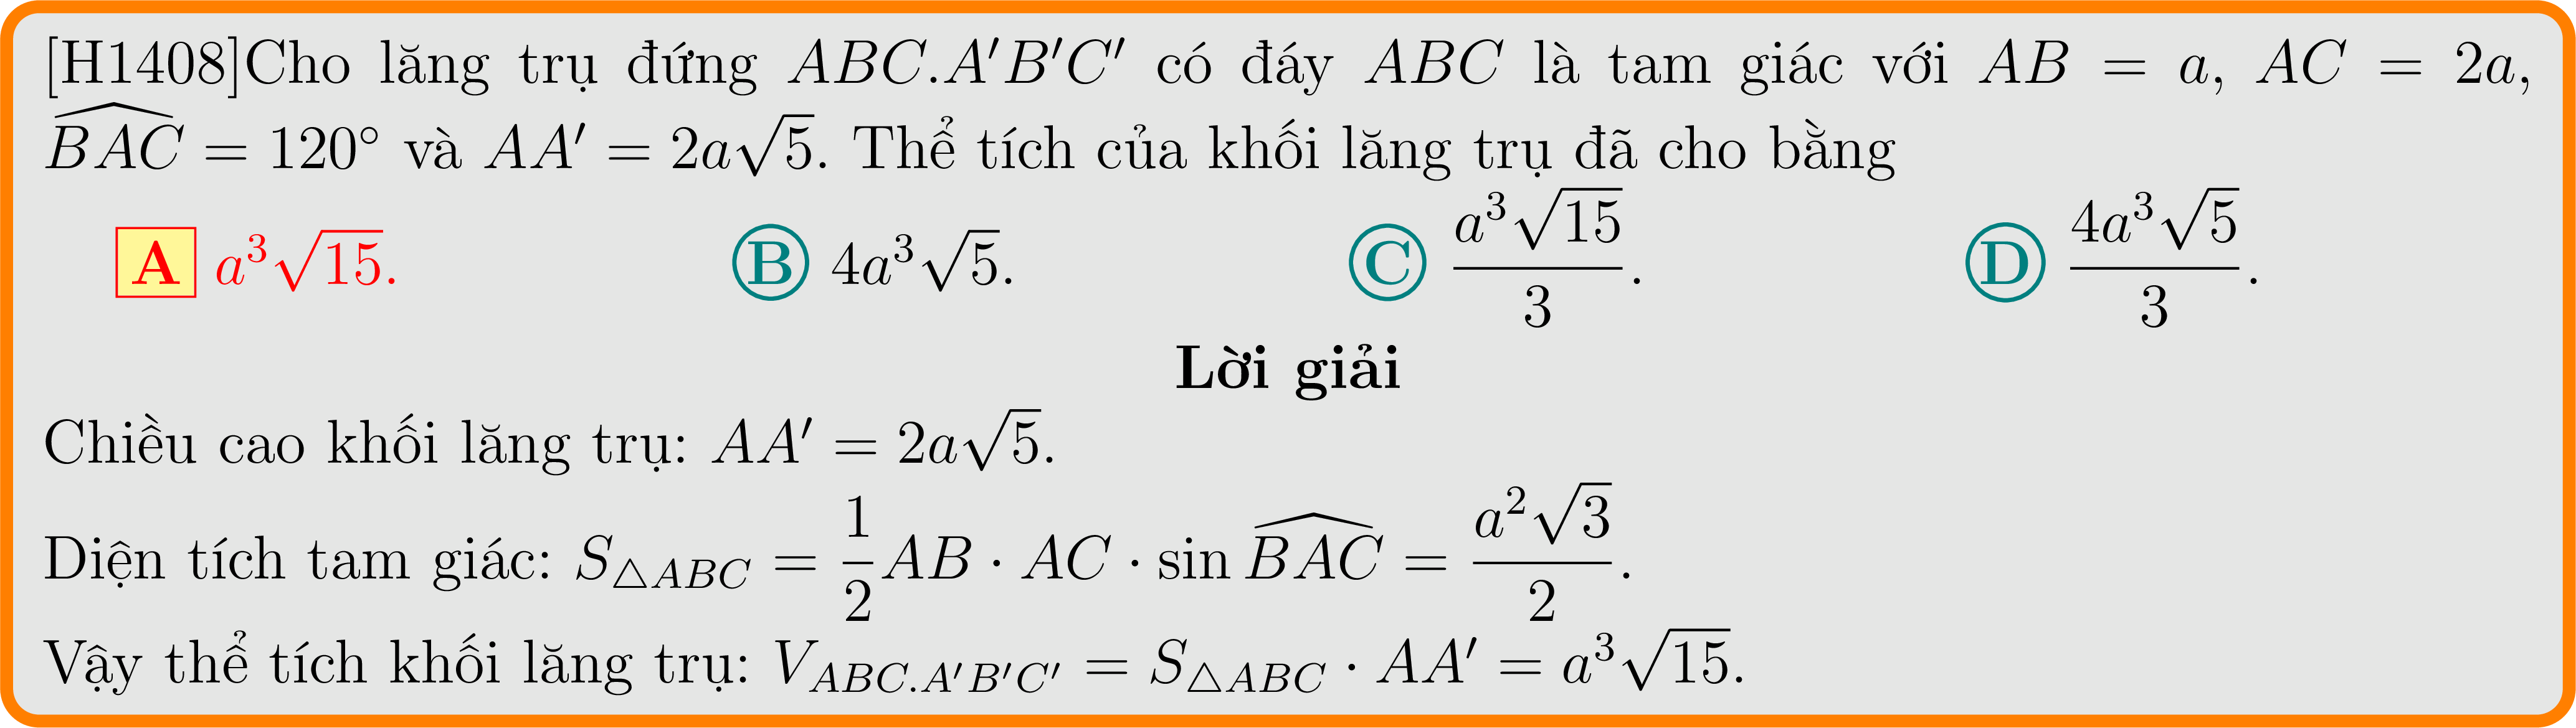 [H1408]Cho lăng trụ đứng $ABC.A'B'C'$ có đáy $ABC$ là tam giác với $AB = a$, $AC = 2a$,
$\widehat{BAC} = 120^\circ$ và $AA' = 2a\sqrt{5}$. Thể tích của khối lăng trụ đã cho bằng
A $a^3\sqrt{15}$. B $4a^3\sqrt{5}$. C $\dfrac{a^3\sqrt{15}}{3}$. D $\dfrac{4a^3\sqrt{5}}{3}$.
Lời giải
Chiều cao khối lăng trụ: $AA' = 2a\sqrt{5}$.
Diện tích tam giác: $S_{\triangle ABC} = \dfrac{1}{2}AB \cdot AC \cdot \sin\widehat{BAC} = \dfrac{a^2\sqrt{3}}{2}$.
Vậy thể tích khối lăng trụ: $V_{ABC.A'B'C'} = S_{\triangle ABC} \cdot AA' = a^3\sqrt{15}$.